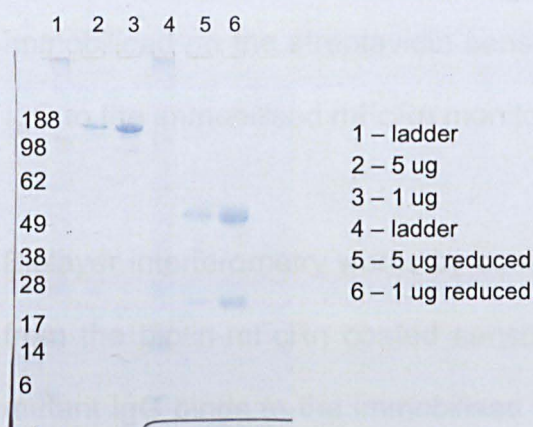 1 2 3 4 5 6
188
98
62
49
38
28
17
14
6
1 – ladder
2 – 5 ug
3 – 1 ug
4 – ladder
5 – 5 ug reduced
6 – 1 ug reduced